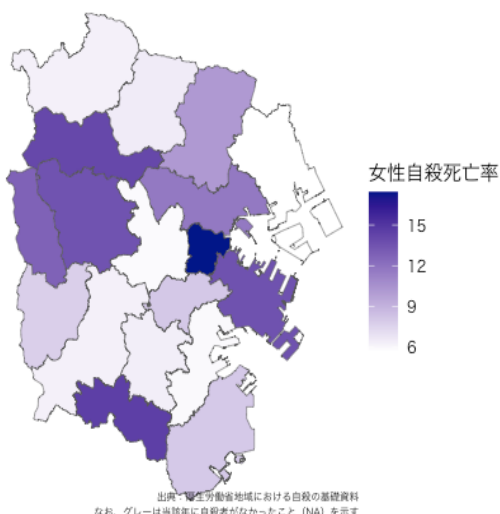 女性自殺死亡率
15
12
9
6
出典：厚生労働省地域における自殺の基礎資料
なお、グレーは当該年に自殺者がなかったこと（NA）を示す